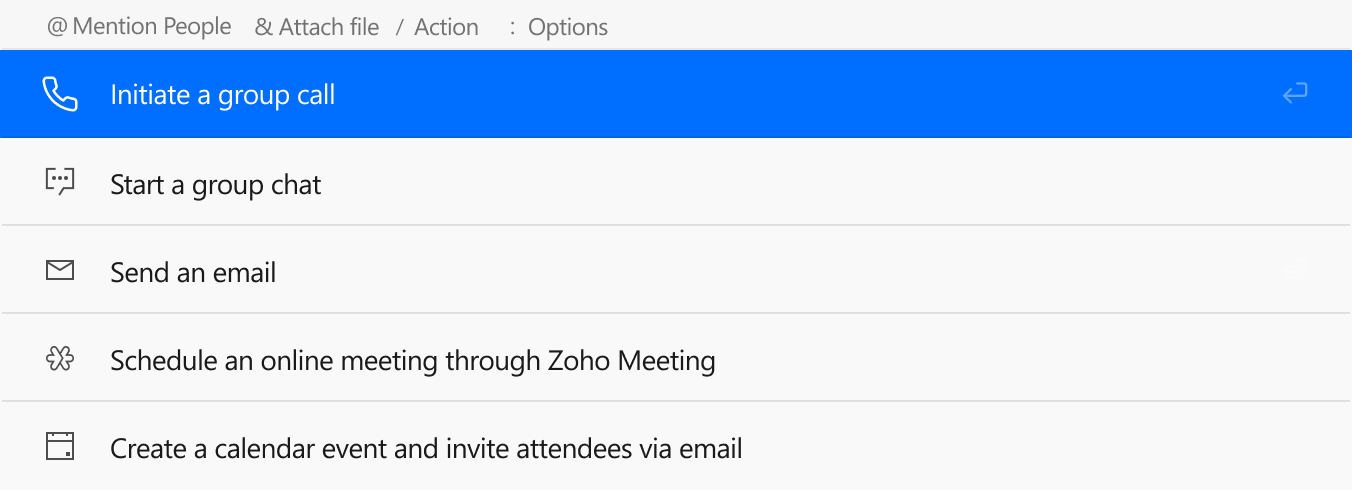 @ Mention People & Attach file / Action : Options
Initiate a group call
Start a group chat
Send an email
Schedule an online meeting through Zoho Meeting
Create a calendar event and invite attendees via email